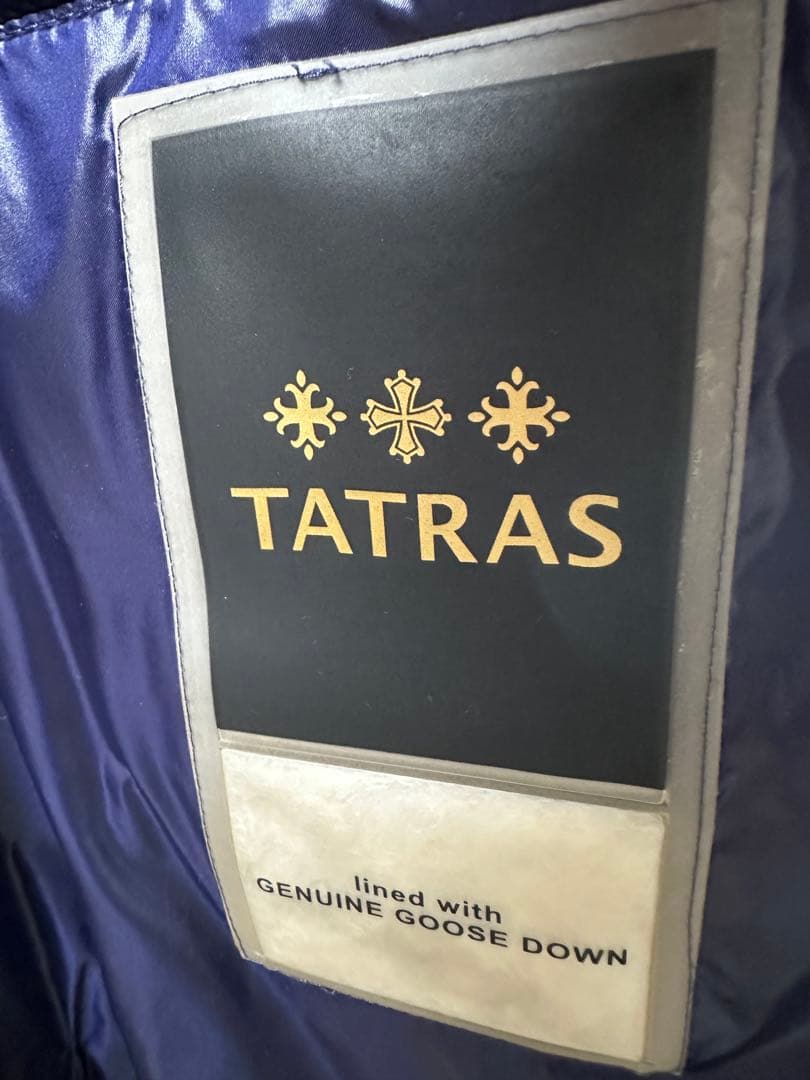 TATRAS
lined with
GENUINE GOOSE DOWN